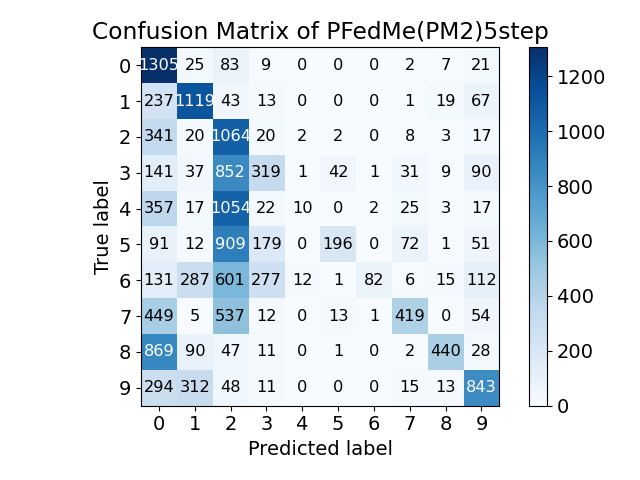 Confusion Matrix of PFedMe(PM2)5step
0 1305 25 83 9 0 0 0 2 7 21
1 237 1119 43 13 0 0 0 1 19 67
2 341 20 1064 20 2 2 0 8 3 17
3 141 37 852 319 1 42 1 31 9 90
4 357 17 1054 22 10 0 2 25 3 17
5 91 12 909 179 0 196 0 72 1 51
6 131 287 601 277 12 1 82 6 15 112
7 449 5 537 12 0 13 1 419 0 54
8 869 90 47 11 0 1 0 2 440 28
9 294 312 48 11 0 0 0 15 13 843
0 1 2 3 4 5 6 7 8 9
Predicted label
True label
1200
1000
800
600
400
200
0